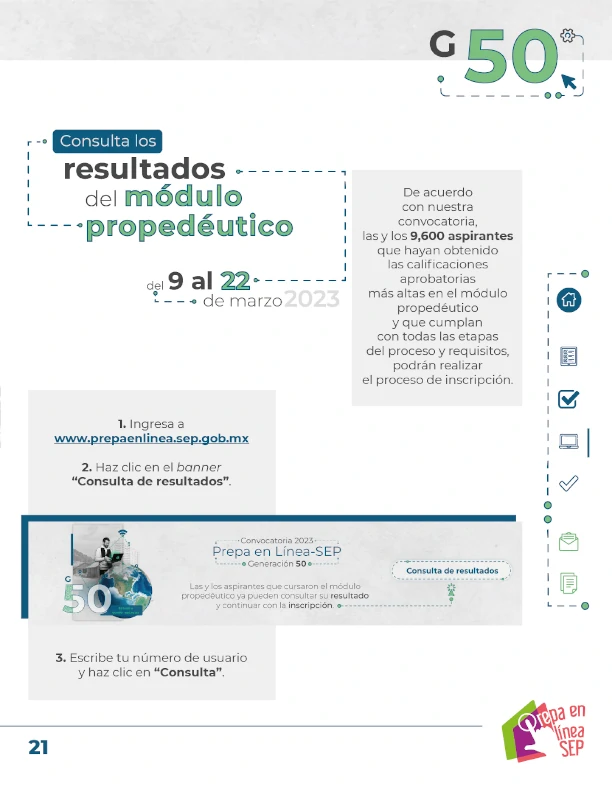 G 50
Consulta los
resultados
del módulo
propedéutico
del 9 al 22
de marzo 2023
De acuerdo
con nuestra
convocatoria,
las y los 9,600 aspirantes
que hayan obtenido
las calificaciones
aprobatorias
más altas en el módulo
propedéutico
y que cumplan
con todas las etapas
del proceso y requisitos,
podrán realizar
el proceso de inscripción.
1. Ingresa a
www.prepaenlinea.sep.gob.mx
2. Haz clic en el banner
“Consulta de resultados”.
Convocatoria 2023
Prepa en Línea-SEP
Generación 50
G
50
Las y los aspirantes que cursaron el módulo
propedéutico ya pueden consultar su resultado
y continuar con la inscripción.
Consulta de resultados
3. Escribe tu número de usuario
y haz clic en “Consulta”.
21
Prepa en
línea
SEP